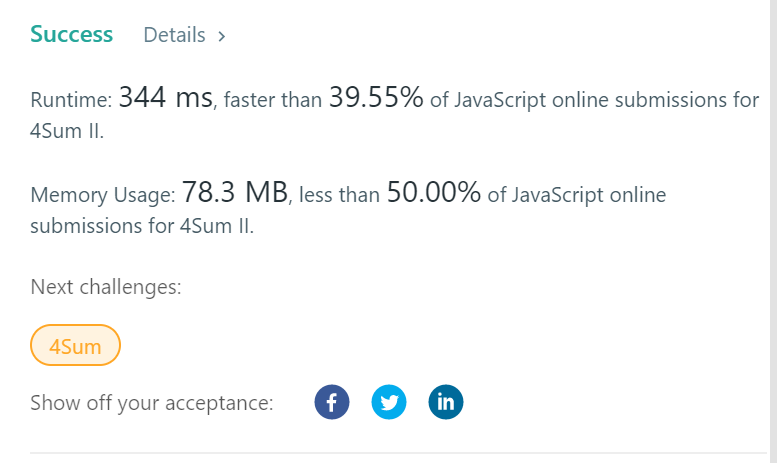 Success Details >
Runtime: 344 ms, faster than 39.55% of JavaScript online submissions for
4Sum II.
Memory Usage: 78.3 MB, less than 50.00% of JavaScript online
submissions for 4Sum II.
Next challenges:
4Sum
Show off your acceptance: f in